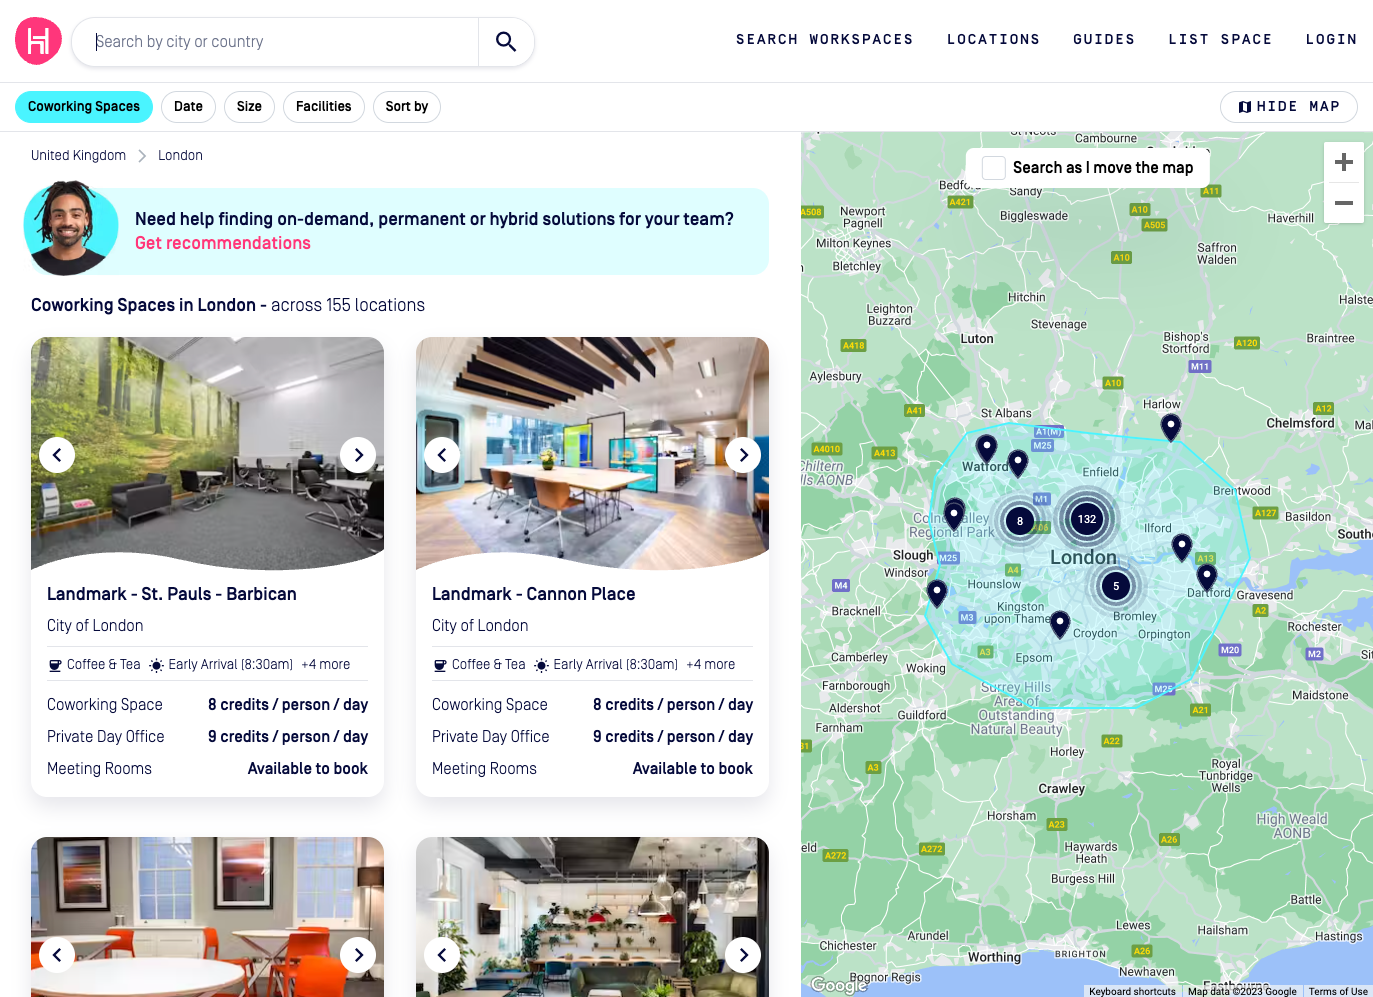 Search by city or country
SEARCH WORKSPACES
LOCATIONS
GUIDES
LIST SPACE
LOGIN
Coworking Spaces
Date
Size
Facilities
Sort by
HIDE MAP
United Kingdom
London
Need help finding on-demand, permanent or hybrid solutions for your team?
Get recommendations
Coworking Spaces in London - across 155 locations
Landmark - St. Pauls - Barbican
City of London
Coffee & Tea Early Arrival (8:30am) +4 more
Coworking Space 8 credits / person / day
Private Day Office 9 credits / person / day
Meeting Rooms Available to book
Landmark - Cannon Place
City of London
Coffee & Tea Early Arrival (8:30am) +4 more
Coworking Space 8 credits / person / day
Private Day Office 9 credits / person / day
Meeting Rooms Available to book
St Neots
Cambourne
Search as I move the map
Sandy
A421
A11
A508
Newport
Pagnell
Biggleswade
A10
A505
Haverhill
Milton Keynes
Saffron
Walden
Bletchley
A10
Hitchin
Leighton
Buzzard
Stevenage
A418
Luton
Bishop's
Stortford
A120
Braintree
M11
Aylesbury
A10
A41
St Albans
Harlow
A12
Chelmsford
A1(M)
M25
A4010
A413
Watford
Enfield
Brentwood
M1
A127
Basildon
8
132
Ilford
London
Slough
M25
A13
Windsor
A4
Hounslow
5
M4
Dartford
Gravesend
Bracknell
M3
Kingston
upon Thames
Bromley
A2
Croydon
Orpington
Rochester
Camberley
A3
Epsom
M20
M2
Woking
Farnborough
Surrey Hills
Area of
Outstanding
Natural Beauty
M25
Maidstone
Aldershot
Guildford
A21
Farnham
A22
Horley
A3
Royal
Tunbridge
Wells
Crawley
Horsham
A23
High Weald
AONB
A272
A272
A26
Haywards
Heath
Burgess Hill
Battle
Arundel
Lewes
Hailsham
Hastings
Chichester
A26
Worthing
BRIGHTON
Newhaven
Bognor Regis
Eastbourne
Google
Keyboard shortcuts
Map data ©2023 Google
Terms of Use